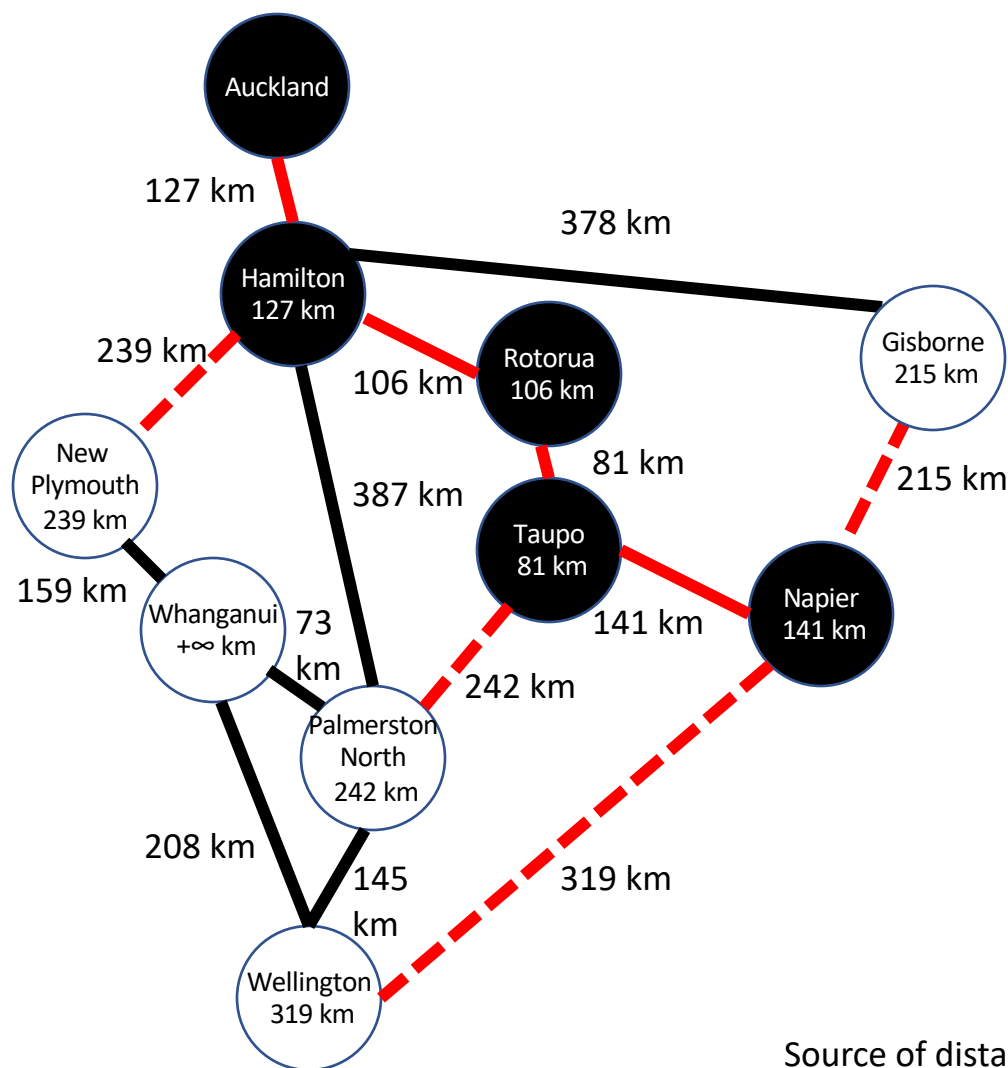 Auckland
127 km
378 km
Hamilton
127 km
Gisborne
215 km
239 km
Rotorua
106 km
106 km
New
Plymouth
239 km
387 km
81 km
215 km
Taupo
81 km
159 km
Whanganui
+∞ km
73
km
141 km
Napier
141 km
242 km
Palmerston
North
242 km
208 km
145
km
319 km
Wellington
319 km
Source of dista